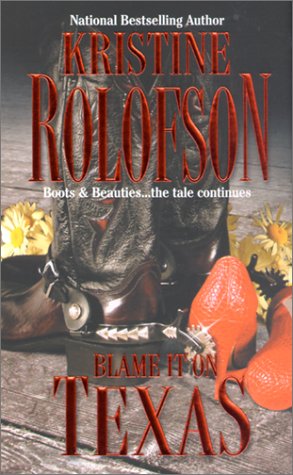 National Bestselling Author
KRISTINE
ROLOFSON
Boots & Beauties...the tale continues
BLAME IT ON
TEXAS